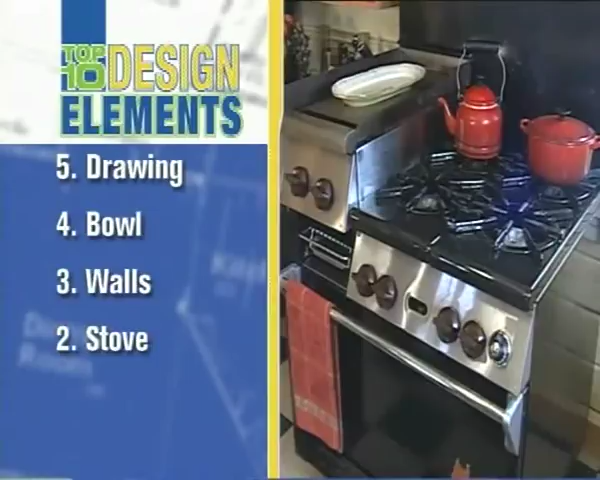 TOP
10 DESIGN
ELEMENTS
5. Drawing
4. Bowl
3. Walls
2. Stove